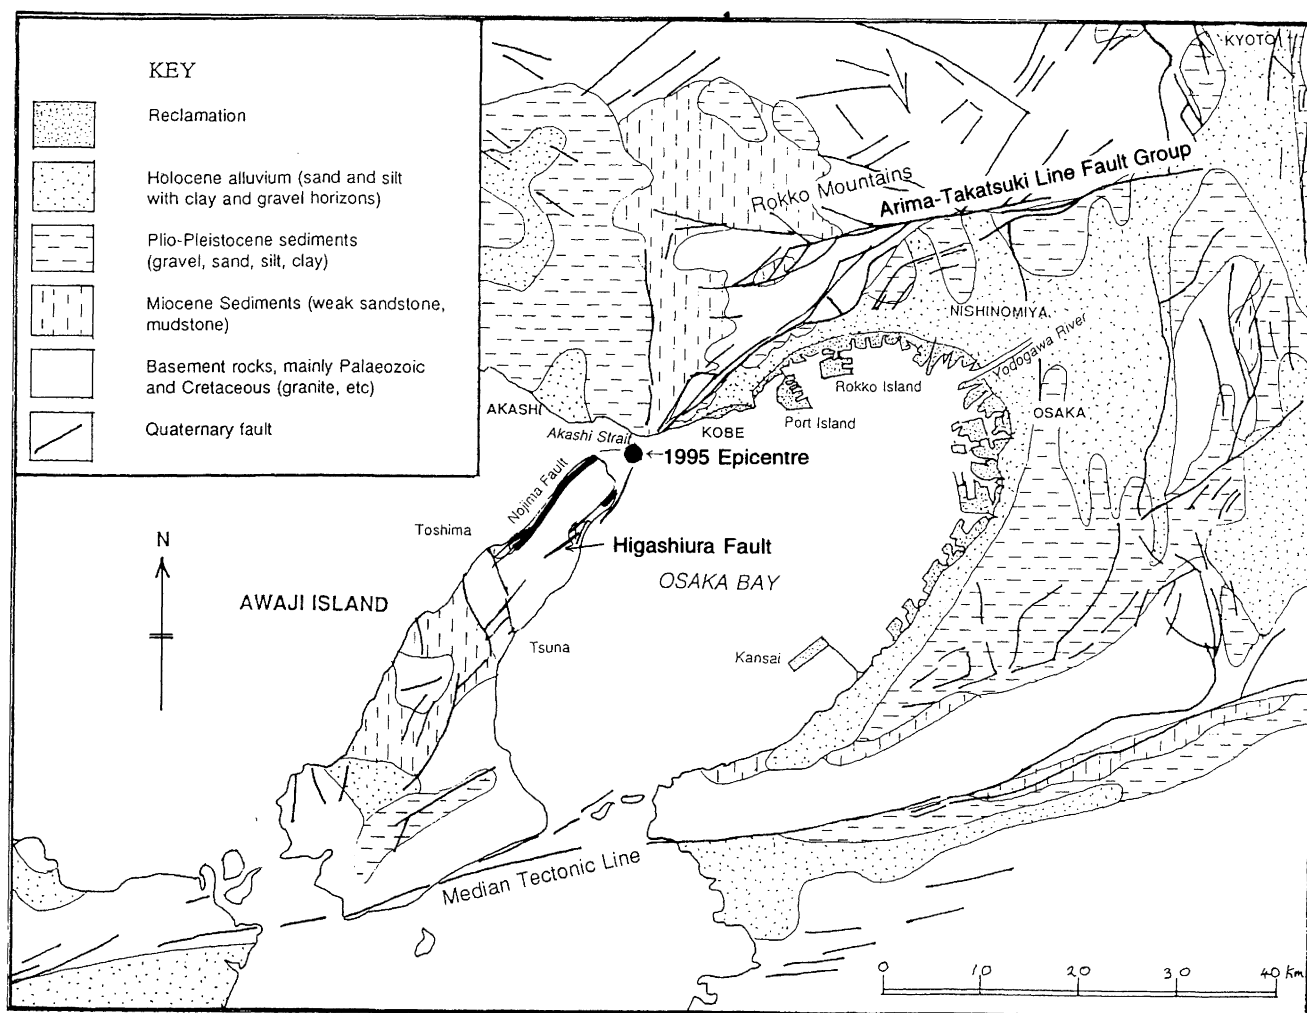 KEY
Reclamation
Holocene alluvium (sand and silt
with clay and gravel horizons)
Plio-Pleistocene sediments
(gravel, sand, silt, clay)
Miocene Sediments (weak sandstone,
mudstone)
Basement rocks, mainly Palaeozoic
and Cretaceous (granite, etc)
Quaternary fault
KYOTO
Rokko Mountains
Arima-Takatsuki Line Fault Group
NISHINOMIYA
Yodogawa River
Rokko Island
Port Island
OSAKA
AKASHI
KOBE
Akashi Strait
←1995 Epicentre
Nojima Fault
Toshima
Higashiura Fault
OSAKA BAY
N
AWAJI ISLAND
Tsuna
Kansai
Median Tectonic Line
0 10 20 30 40 Km